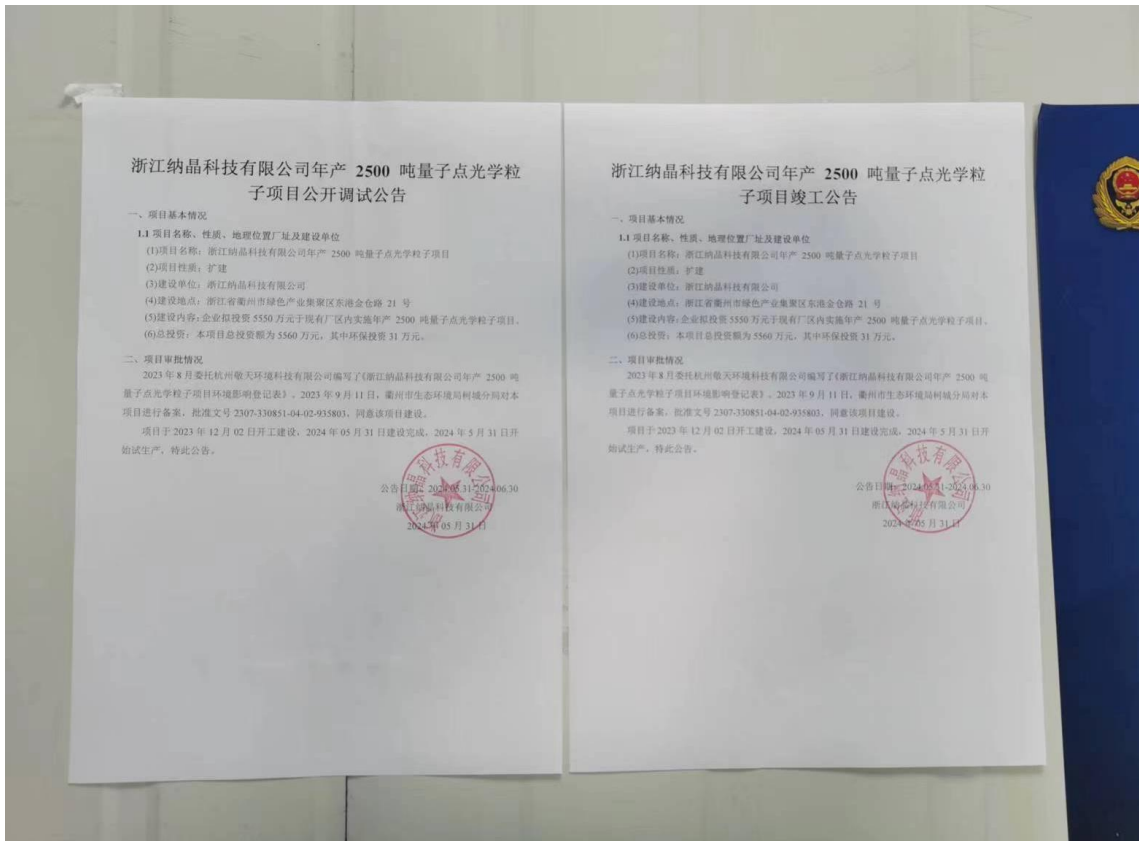 浙江纳晶科技有限公司年产 2500 吨量子点光学粒
子项目公开调试公告
一、项目基本情况
1.1 项目名称、性质、地理位置厂址及建设单位
(1)项目名称：浙江纳晶科技有限公司年产 2500 吨量子点光学粒子项目
(2)项目性质：扩建
(3)建设单位：浙江纳晶科技有限公司
(4)建设地点：浙江省衢州市绿色产业集聚区东港金仓路 21 号
(5)建设内容：企业拟投资 5550 万元于现有厂区内实施年产 2500 吨量子点光学粒子项目。
(6)总投资：本项目总投资额为 5560 万元，其中环保投资 31 万元。
二、项目审批情况
2023 年 8 月委托杭州敬天环境科技有限公司编写了《浙江纳晶科技有限公司年产 2500 吨
量子点光学粒子项目环境影响登记表》。2023 年 9 月 11 日，衢州市生态环境局柯城分局对本
项目进行备案，批准文号 2307-330851-04-02-935803，同意该项目建设。
项目于 2023 年 12 月 02 日开工建设，2024 年 05 月 31 日建设完成，2024 年 5 月 31 日开
始试生产，特此公告。
公告日期：2024.05.31-2024.06.30
浙江纳晶科技有限公司
2024 年 05 月 31 日
浙江纳晶科技有限公司年产 2500 吨量子点光学粒
子项目竣工公告
一、项目基本情况
1.1 项目名称、性质、地理位置厂址及建设单位
(1)项目名称：浙江纳晶科技有限公司年产 2500 吨量子点光学粒子项目
(2)项目性质：扩建
(3)建设单位：浙江纳晶科技有限公司
(4)建设地点：浙江省衢州市绿色产业集聚区东港金仓路 21 号
(5)建设内容：企业拟投资 5550 万元于现有厂区内实施年产 2500 吨量子点光学粒子项目。
(6)总投资：本项目总投资额为 5560 万元，其中环保投资 31 万元。
二、项目审批情况
2023 年 8 月委托杭州敬天环境科技有限公司编写了《浙江纳晶科技有限公司年产 2500 吨
量子点光学粒子项目环境影响登记表》。2023 年 9 月 11 日，衢州市生态环境局柯城分局对本
项目进行备案，批准文号 2307-330851-04-02-935803，同意该项目建设。
项目于 2023 年 12 月 02 日开工建设，2024 年 05 月 31 日建设完成，2024 年 5 月 31 日开
始试生产，特此公告。
公告日期：2024.05.31-2024.06.30
浙江纳晶科技有限公司
2024 年 05 月 31 日